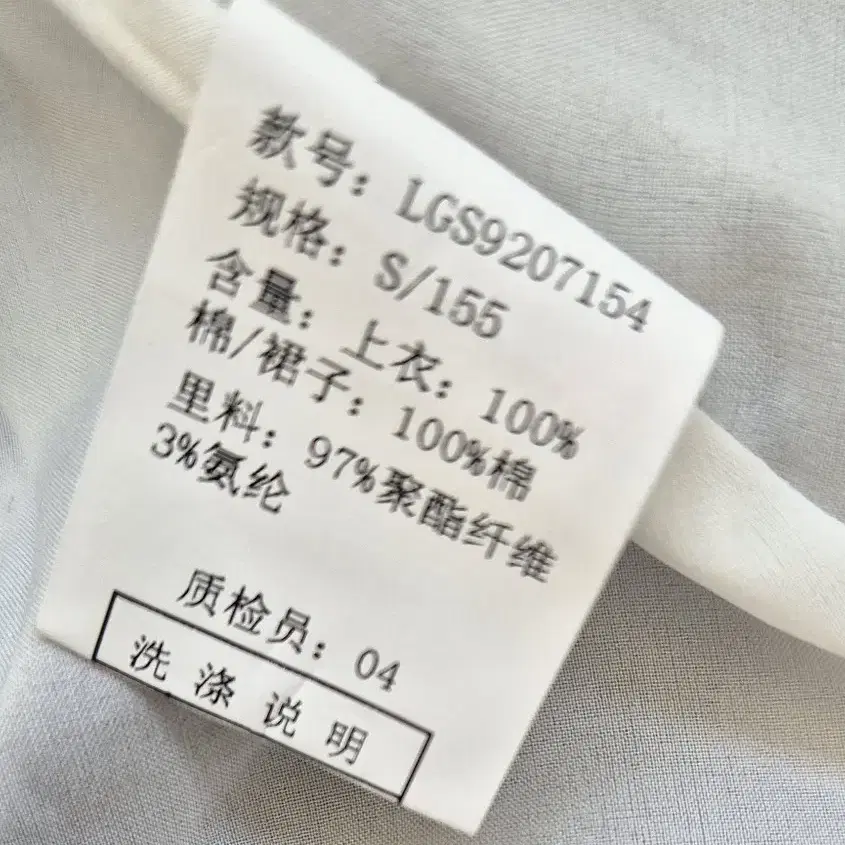 款号：LGS9207154
规格：S/155
含量：上衣：100%
棉/裙子：100%棉
里料：97%聚酯纤维
3%氨纶
质检员：04
洗涤说明